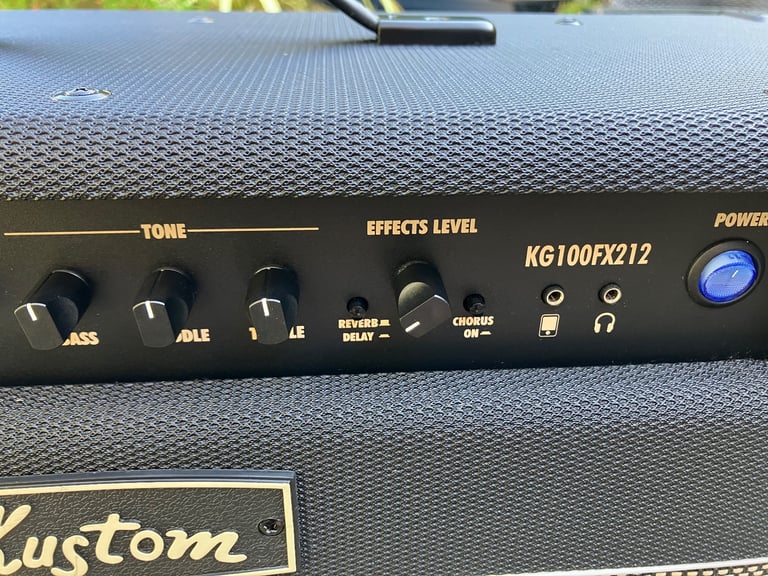 TONE
EFFECTS LEVEL
POWER
KG100FX212
REVERB
DELAY
CHORUS
ON
Kustom